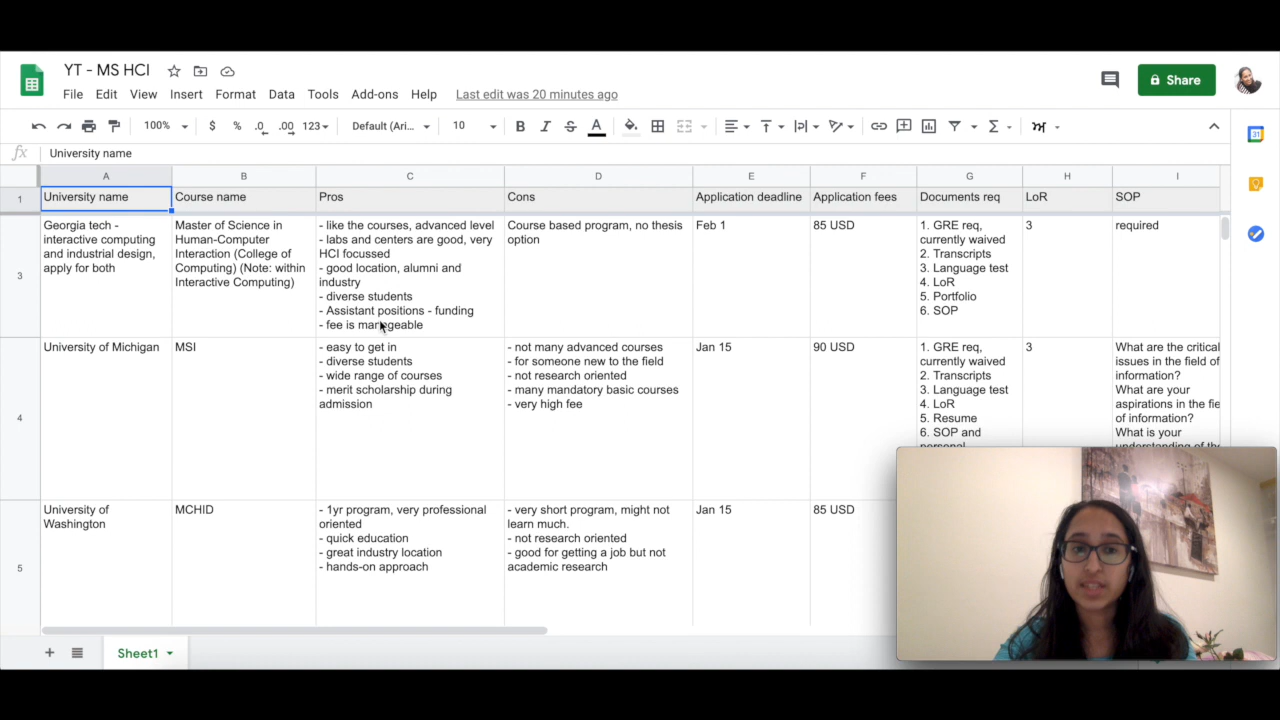 YT - MS HCI
File Edit View Insert Format Data Tools Add-ons Help Last edit was 20 minutes ago
Share
100% $ % .0 .00 123 Default (Ari... 10 B I S A
fx University name
A B C D E F G H I
1 University name Course name Pros Cons Application deadline Application fees Documents req LoR SOP
3
Georgia tech -
interactive computing
and industrial design,
apply for both
Master of Science in
Human-Computer
Interaction (College of
Computing) (Note: within
Interactive Computing)
- like the courses, advanced level
- labs and centers are good, very
HCI focussed
- good location, alumni and
industry
- diverse students
- Assistant positions - funding
- fee is manegeable
Course based program, no thesis
option
Feb 1
85 USD
1. GRE req,
currently waived
2. Transcripts
3. Language test
4. LoR
5. Portfolio
6. SOP
3
required
4
University of Michigan
MSI
- easy to get in
- diverse students
- wide range of courses
- merit scholarship during
admission
- not many advanced courses
- for someone new to the field
- not research oriented
- many mandatory basic courses
- very high fee
Jan 15
90 USD
1. GRE req,
currently waived
2. Transcripts
3. Language test
4. LoR
5. Resume
6. SOP and
personal
3
What are the critical
issues in the field of
information?
What are your
aspirations in the fie
of information?
What is your
understanding of the
5
University of
Washington
MCHID
- 1yr program, very professional
oriented
- quick education
- great industry location
- hands-on approach
- very short program, might not
learn much.
- not research oriented
- good for getting a job but not
academic research
Jan 15
85 USD
Sheet1
31